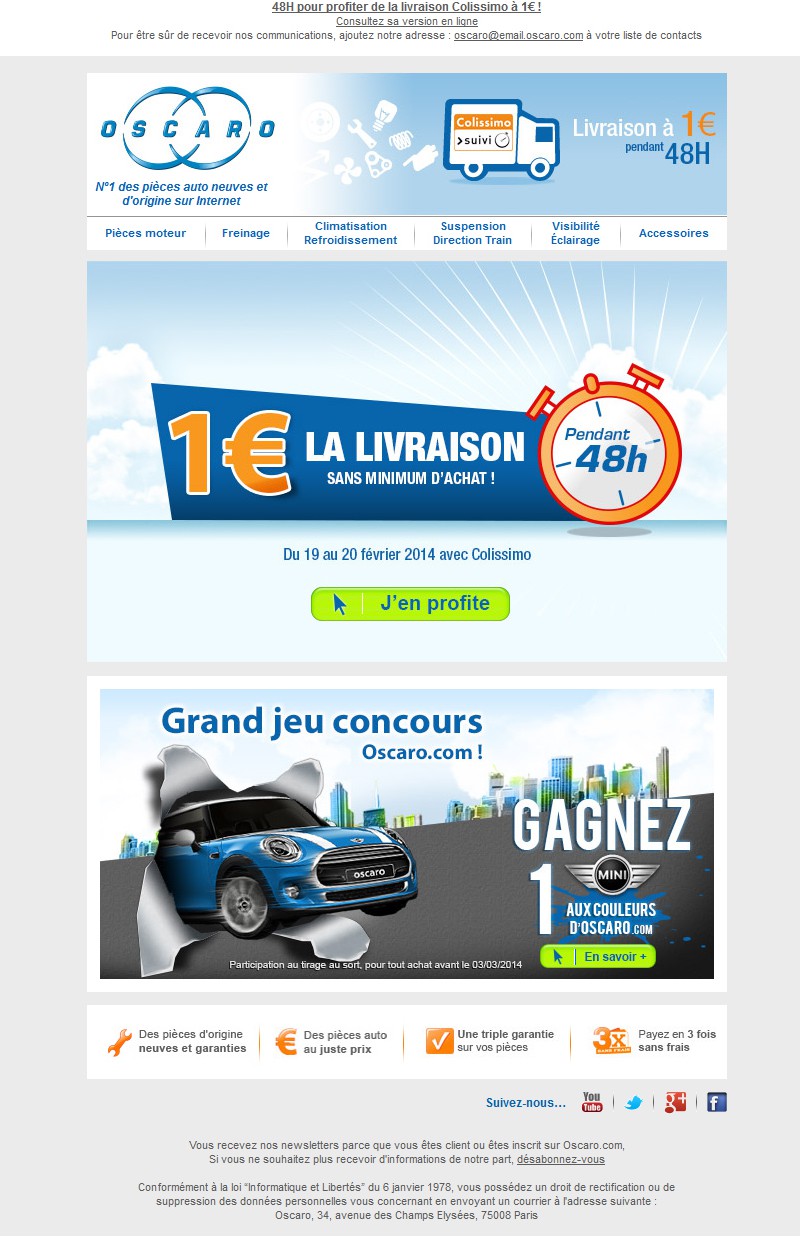 48H pour profiter de la livraison Colissimo à 1€ !
Consultez sa version en ligne
Pour être sûr de recevoir nos communications, ajoutez notre adresse : oscaro@email.oscaro.com à votre liste de contacts
OSCARO
N°1 des pièces auto neuves et
d'origine sur Internet
Colissimo
>suivi
Livraison à 1€
pendant 48H
Pièces moteur
Freinage
Climatisation
Refroidissement
Suspension
Direction Train
Visibilité
Éclairage
Accessoires
1€ LA LIVRAISON
SANS MINIMUM D'ACHAT !
Pendant
48h
Du 19 au 20 février 2014 avec Colissimo
J'en profite
Grand jeu concours
Oscaro.com !
oscaro
GAGNEZ
1 MINI
AUX COULEURS
D'OSCARO.COM
En savoir +
Participation au tirage au sort, pour tout achat avant le 03/03/2014
Des pièces d'origine
neuves et garanties
Des pièces auto
au juste prix
Une triple garantie
sur vos pièces
3X
SANS FRAIS
Payez en 3 fois
sans frais
Suivez-nous...
You
Tube
Vous recevez nos newsletters parce que vous êtes client ou êtes inscrit sur Oscaro.com,
Si vous ne souhaitez plus recevoir d'informations de notre part, désabonnez-vous
Conformément à la loi “Informatique et Libertés” du 6 janvier 1978, vous possédez un droit de rectification ou de
suppression des données personnelles vous concernant en envoyant un courrier à l'adresse suivante :
Oscaro, 34, avenue des Champs Elysées, 75008 Paris